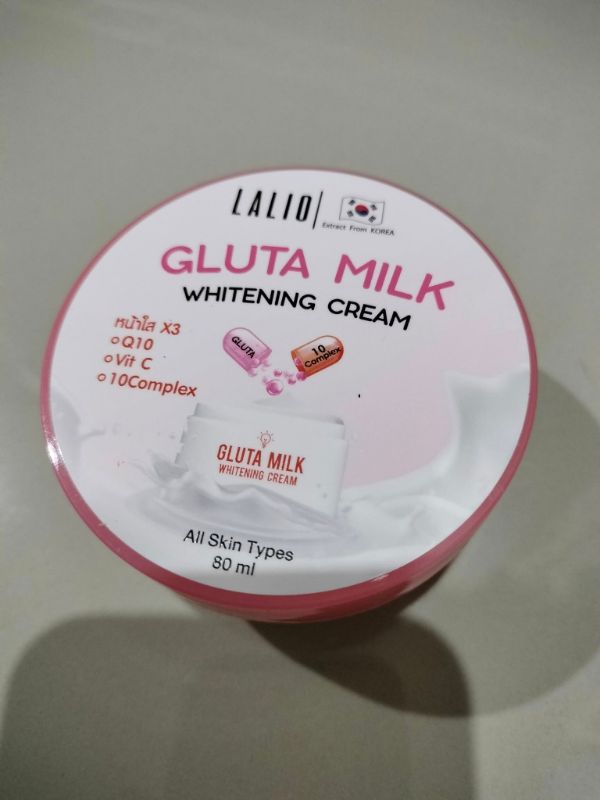 LALIO
Extract From KOREA
GLUTA MILK
WHITENING CREAM
หน้าใส X3
Q10
Vit C
10Complex
GLUTA
10 Complex
GLUTA MILK
WHITENING CREAM
All Skin Types
80 ml